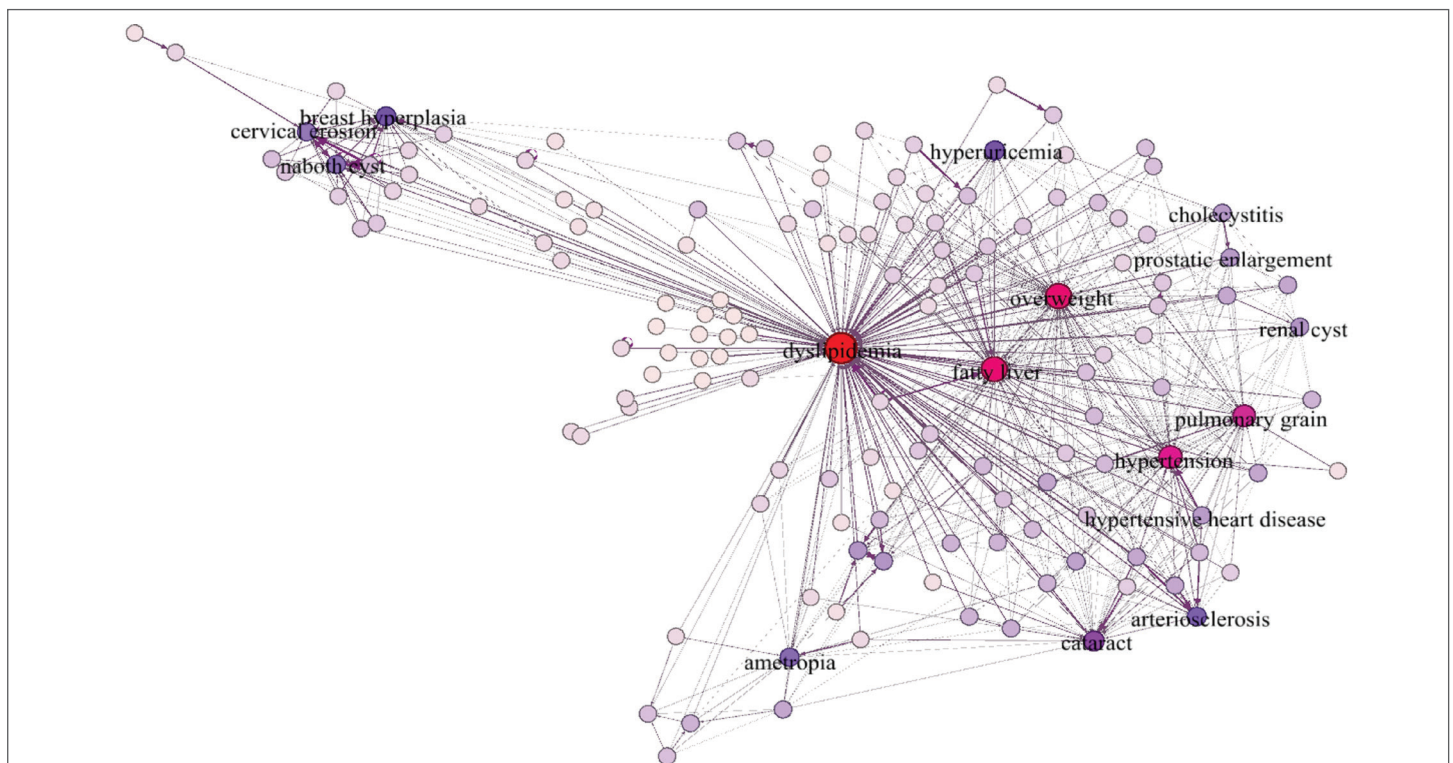 breast hyperplasia
cervical erosion
naboth cyst
hyperuricemia
cholecystitis
prostatic enlargement
overweight
renal cyst
dyslipidemia
fatty liver
pulmonary grain
hypertension
hypertensive heart disease
arteriosclerosis
cataract
ametropia